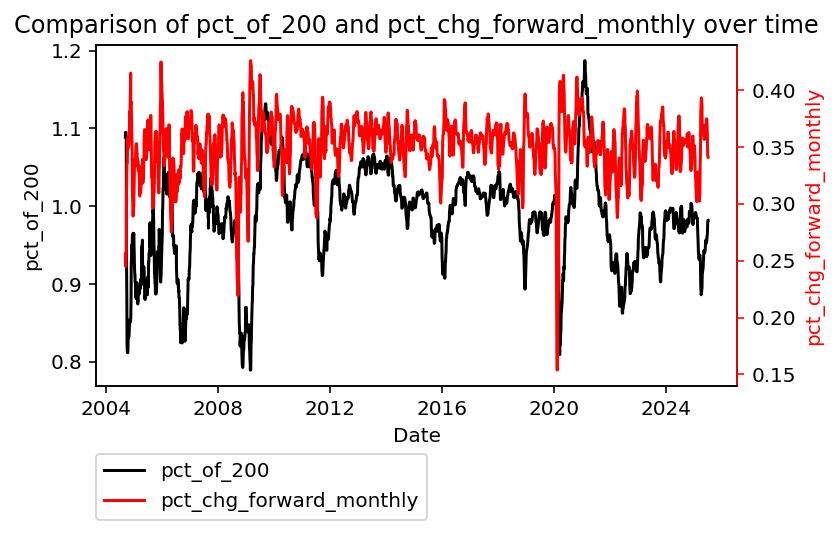 Comparison of pct_of_200 and pct_chg_forward_monthly over time
1.2
1.1
1.0
0.9
0.8
pct_of_200
0.40
0.35
0.30
0.25
0.20
0.15
pct_chg_forward_monthly
2004 2008 2012 2016 2020 2024
Date
pct_of_200
pct_chg_forward_monthly